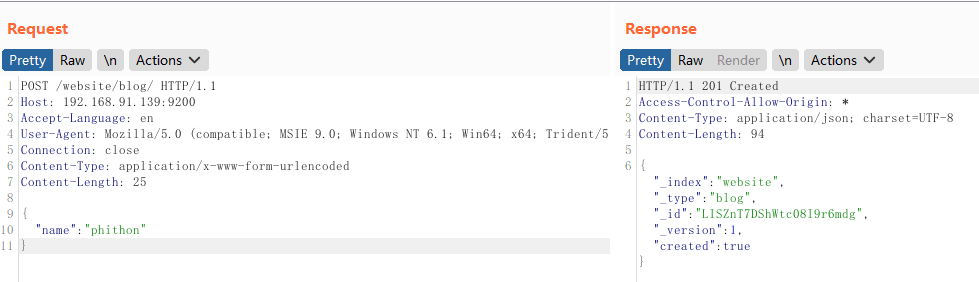 Request
Pretty Raw \n Actions
1 POST /website/blog/ HTTP/1.1
2 Host: 192.168.91.139:9200
3 Accept-Language: en
4 User-Agent: Mozilla/5.0 (compatible; MSIE 9.0; Windows NT 6.1; Win64; x64; Trident/5
5 Connection: close
6 Content-Type: application/x-www-form-urlencoded
7 Content-Length: 25
8
9 {
10 "name":"phithon"
11 }
Response
Pretty Raw Render \n Actions
1 HTTP/1.1 201 Created
2 Access-Control-Allow-Origin: *
3 Content-Type: application/json; charset=UTF-8
4 Content-Length: 94
5
6 {
"_index":"website",
"_type":"blog",
"_id":"LISZnT7DShWtc08I9r6mdg",
"_version":1,
"created":true
}